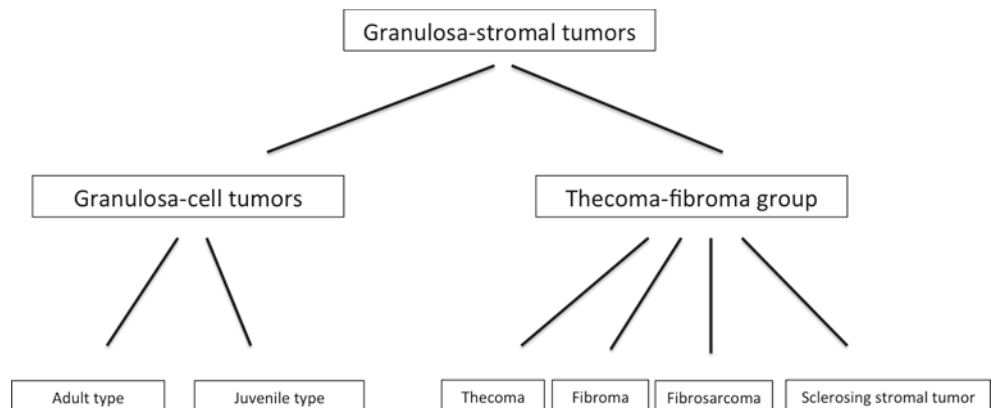 Granulosa-stromal tumors
Granulosa-cell tumors
Thecoma-fibroma group
Adult type
Juvenile type
Thecoma
Fibroma
Fibrosarcoma
Sclerosing stromal tumor